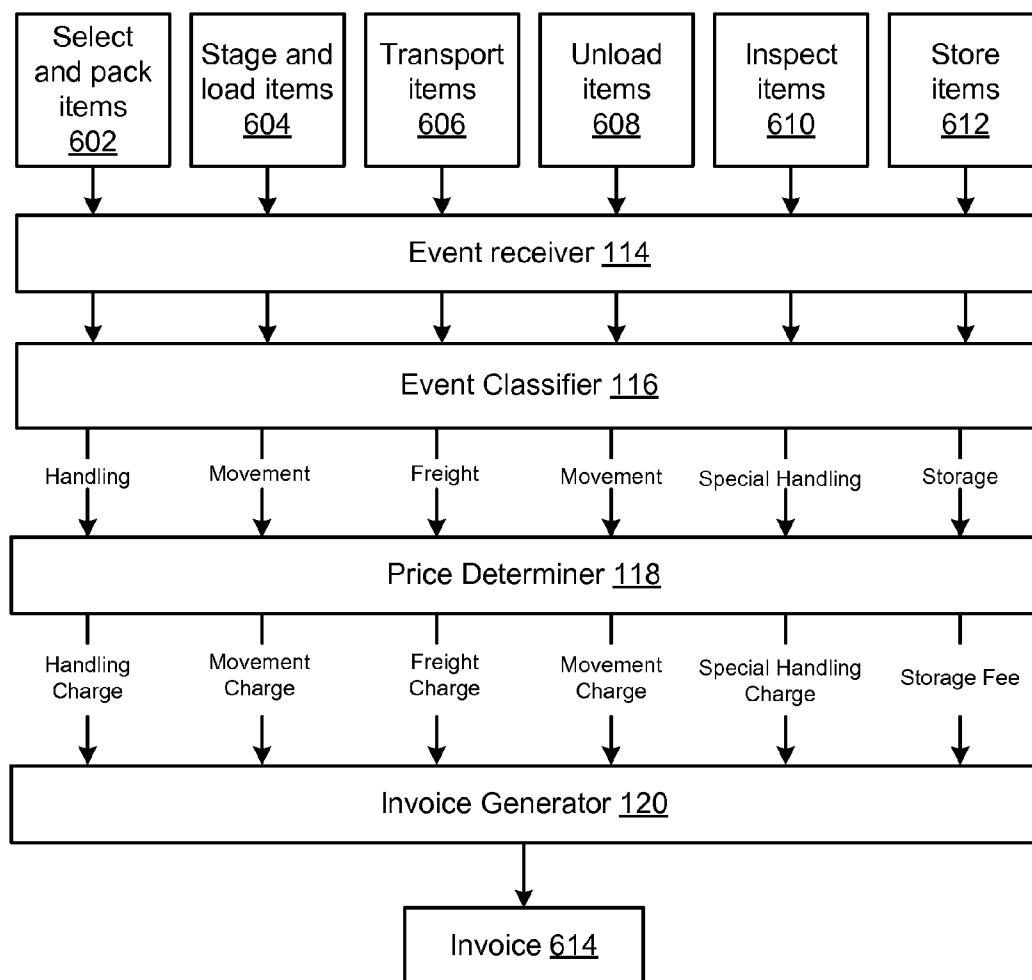 Select
and pack
items
602
Stage and
load items
604
Transport
items
606
Unload
items
608
Inspect
items
610
Store
items
612
Event receiver 114
Event Classifier 116
Handling
Movement
Freight
Movement
Special Handling
Storage
Price Determiner 118
Handling
Charge
Movement
Charge
Freight
Charge
Movement
Charge
Special Handling
Charge
Storage Fee
Invoice Generator 120
Invoice 614